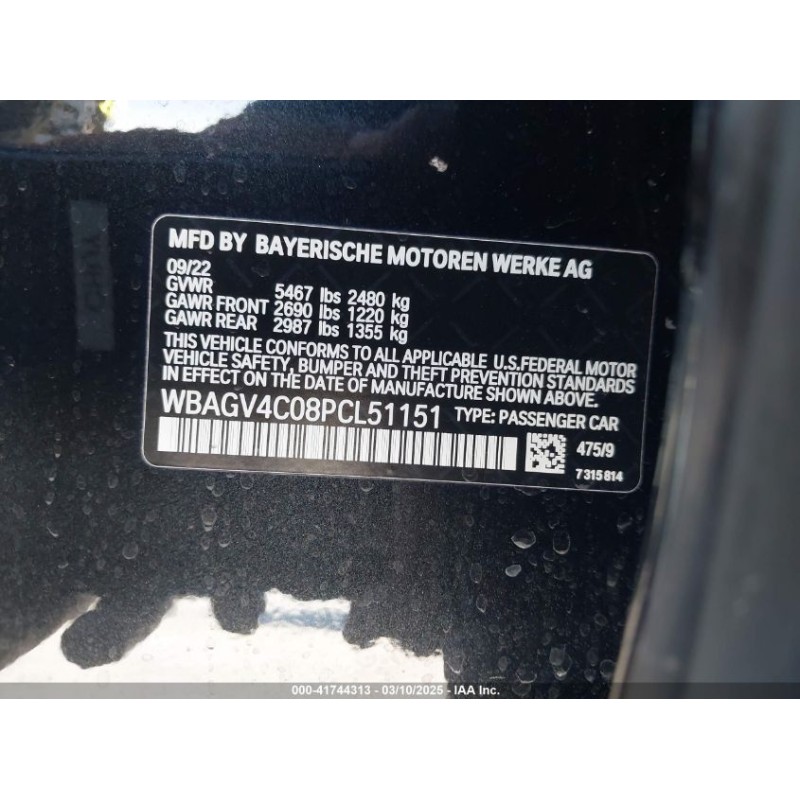 MFD BY BAYERISCHE MOTOREN WERKE AG
09/22
GVWR 5467 lbs 2480 kg
GAWR FRONT 2690 lbs 1220 kg
GAWR REAR 2987 lbs 1355 kg
THIS VEHICLE CONFORMS TO ALL APPLICABLE U.S.FEDERAL MOTOR
VEHICLE SAFETY, BUMPER AND THEFT PREVENTION STANDARDS
IN EFFECT ON THE DATE OF MANUFACTURE SHOWN ABOVE.
WBAGV4C08PCL51151 TYPE: PASSENGER CAR
475/9
7315814
000-41744313 - 03/10/2025 - IAA Inc.